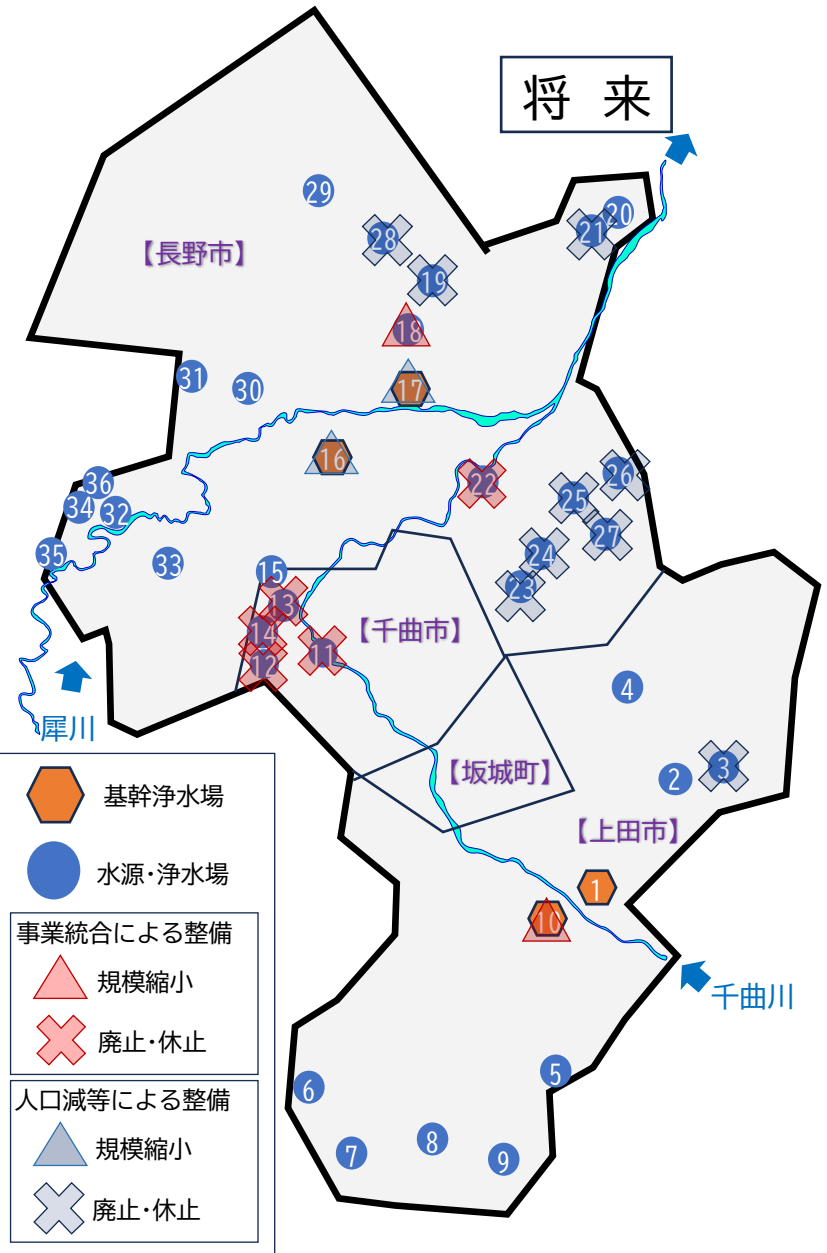 将 来
29
20
21
28
【長野市】
19
18
31
30
17
16
26
36
22
25
34
32
27
35
24
33
15
23
13
14
【千曲市】
11
12
4
犀川
【坂城町】
3
2
基幹浄水場
【上田市】
水源・浄水場
1
10
事業統合による整備
規模縮小
千曲川
廃止・休止
5
6
人口減等による整備
8
規模縮小
7
9
廃止・休止